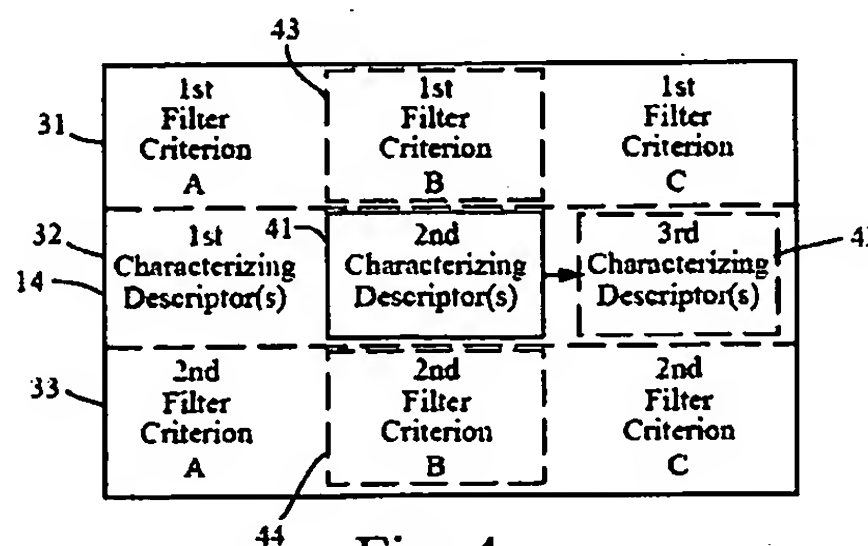 43
1st 1st 1st
Filter Filter Filter
Criterion Criterion Criterion
A B C
31
32 1st 41 2nd 3rd
Characterizing Characterizing Characterizing
14 Descriptor(s) Descriptor(s) Descriptor(s)
2nd 2nd 2nd
33 Filter Filter Filter
Criterion Criterion Criterion
A B C
44